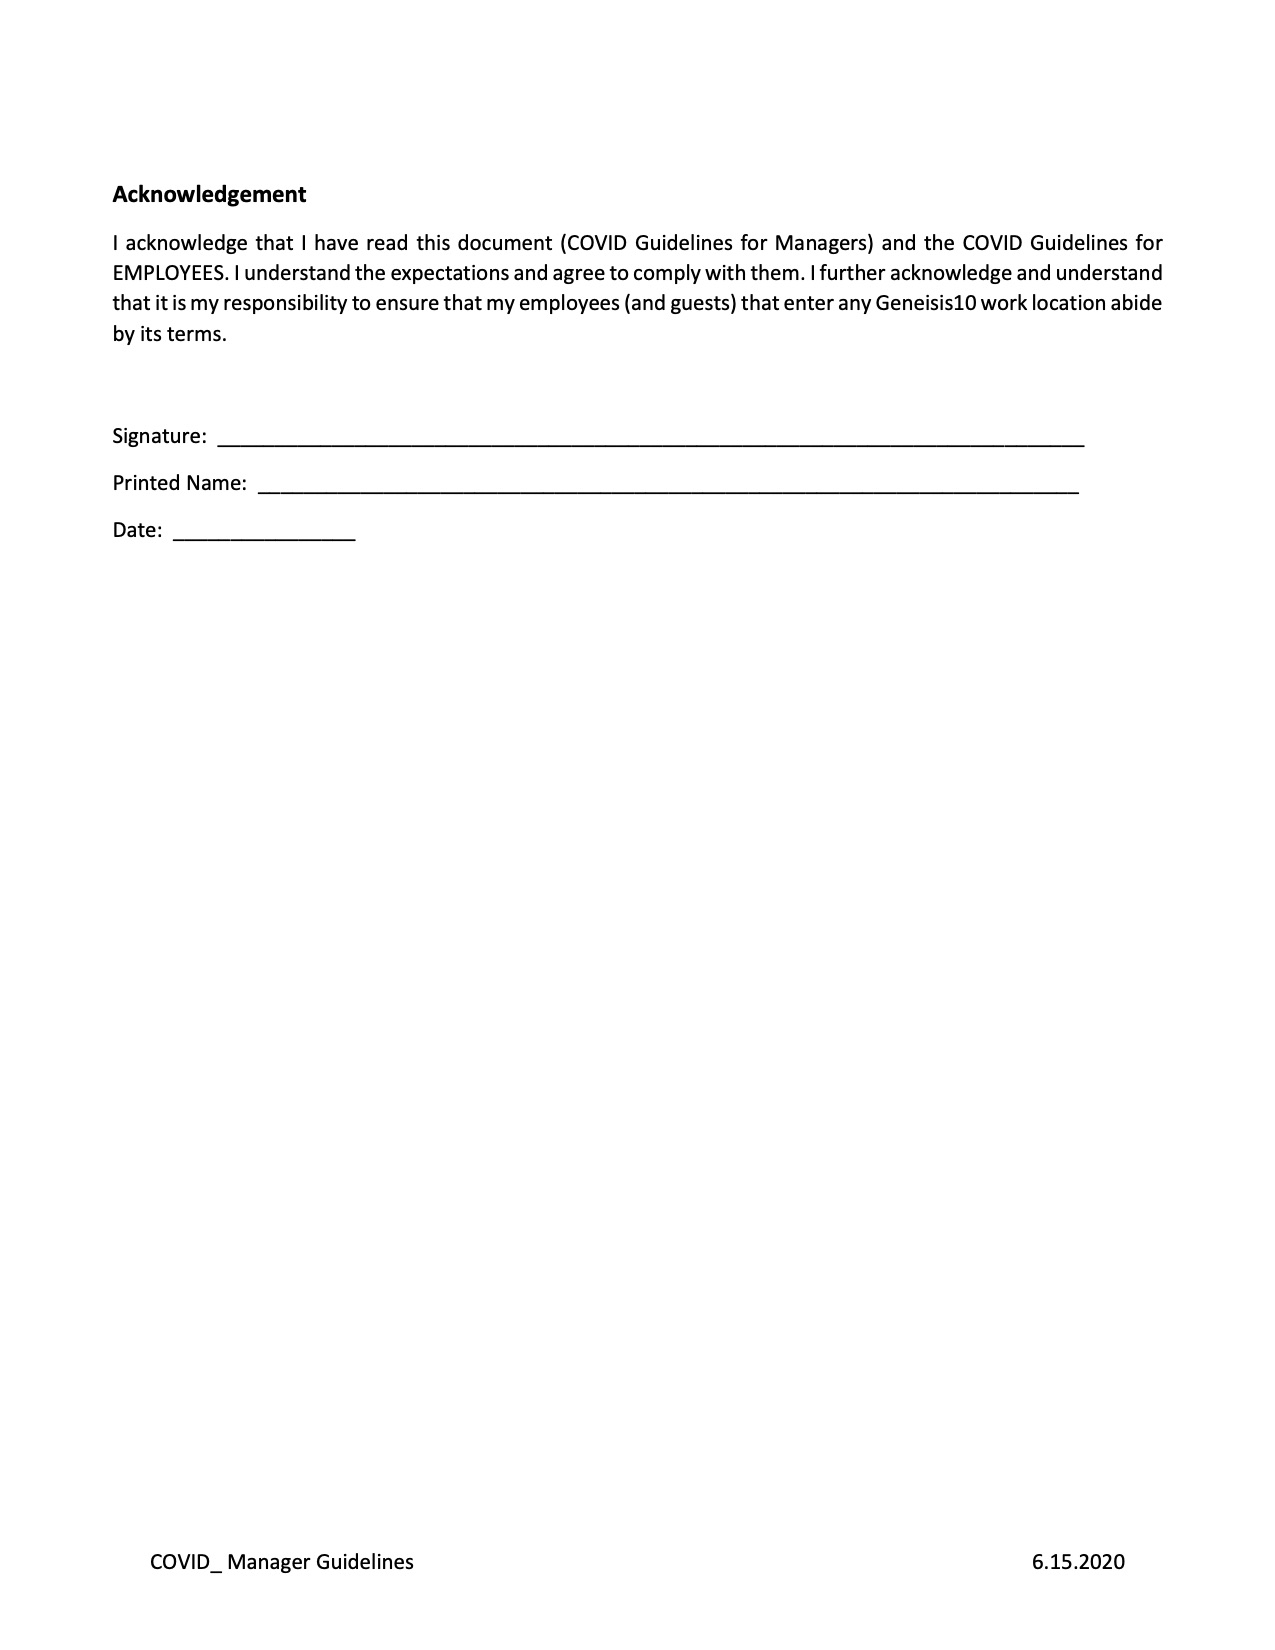 Acknowledgement
I acknowledge that I have read this document (COVID Guidelines for Managers) and the COVID Guidelines for
EMPLOYEES. I understand the expectations and agree to comply with them. I further acknowledge and understand
that it is my responsibility to ensure that my employees (and guests) that enter any Geneisis10 work location abide
by its terms.
Signature: ____________________________________________________________________________
Printed Name: ________________________________________________________________________
Date: ________________
COVID_ Manager Guidelines 6.15.2020